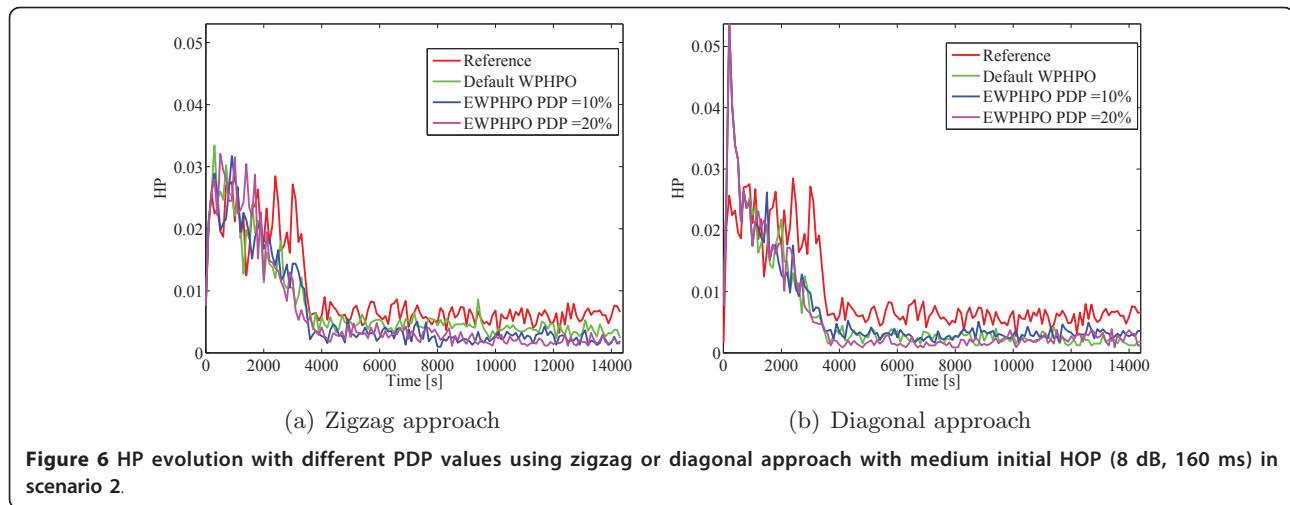 0.05
0.04
0.03
0.02
0.01
0
HP
Reference
Default WPHPO
EWPHPO PDP =10%
EWPHPO PDP =20%
0 2000 4000 6000 8000 10000 12000 14000
Time [s]
(a) Zigzag approach
0.05
0.04
0.03
0.02
0.01
0
HP
Reference
Default WPHPO
EWPHPO PDP =10%
EWPHPO PDP =20%
0 2000 4000 6000 8000 10000 12000 14000
Time [s]
(b) Diagonal approach
Figure 6 HP evolution with different PDP values using zigzag or diagonal approach with medium initial HOP (8 dB, 160 ms) in
scenario 2.